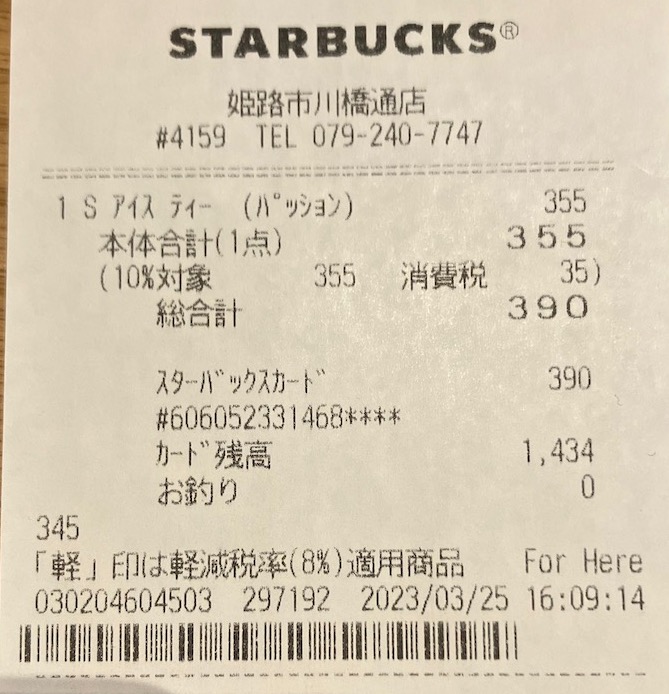 STARBUCKS®
姫路市川橋通店
#4159 TEL 079-240-7747
1 S アイス ティー (パッション) 355
本体合計(1点) 355
(10%対象 355 消費税 35)
総合計 390
スターバックスカード 390
#606052331468****
カード残高 1,434
お釣り 0
345
「軽」印は軽減税率(8%)適用商品 For Here
030204604503 297192 2023/03/25 16:09:14